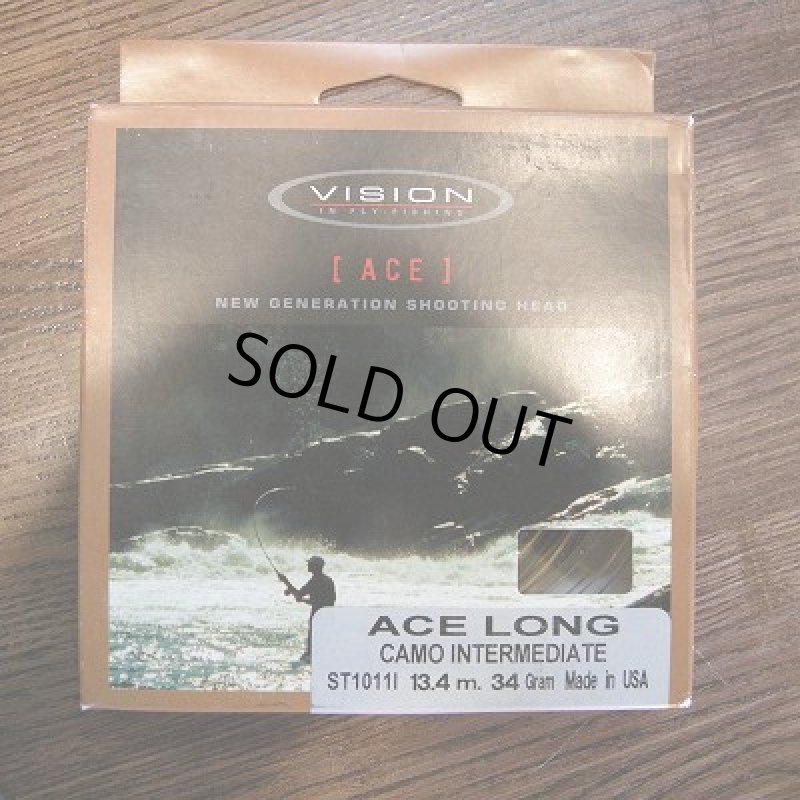 VISION
IN FLY-FISHING
[ ACE ]
NEW GENERATION SHOOTING HEAD
SOLD OUT
ACE LONG
CAMO INTERMEDIATE
ST1011I 13.4 m. 34 Gram Made in USA